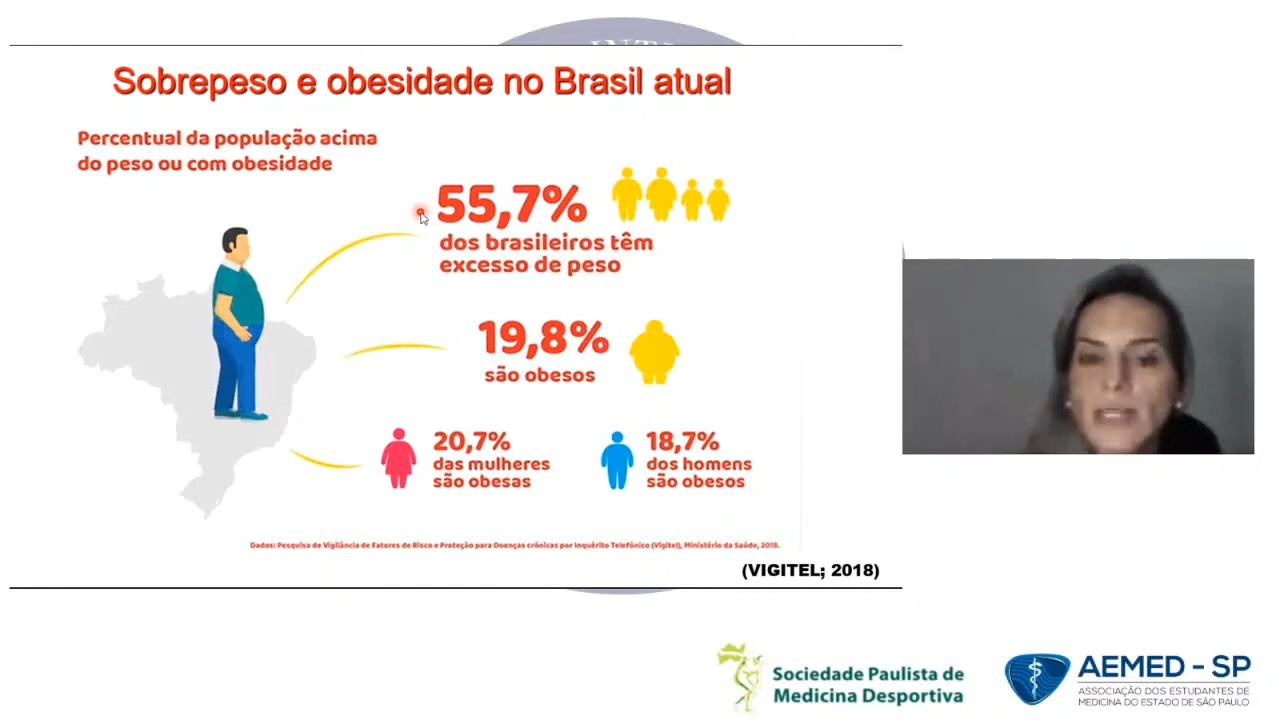 Sobrepeso e obesidade no Brasil atual
Percentual da população acima
do peso ou com obesidade
55,7%
dos brasileiros têm
excesso de peso
19,8%
são obesos
20,7%
das mulheres
são obesas
18,7%
dos homens
são obesos
Dados: Pesquisa de Vigilância de Fatores de Risco e Proteção para Doenças crônicas por Inquérito Telefônico (Vigitel), Ministério da Saúde, 2018.
(VIGITEL; 2018)
Sociedade Paulista de
Medicina Desportiva
AEMED - SP
ASSOCIAÇÃO DOS ESTUDANTES DE
MEDICINA DO ESTADO DE SÃO PAULO